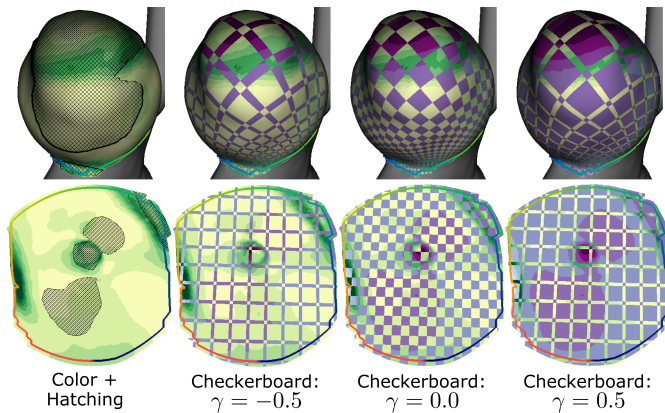 Color +
Hatching
Checkerboard:
γ = −0.5
Checkerboard:
γ = 0.0
Checkerboard:
γ = 0.5